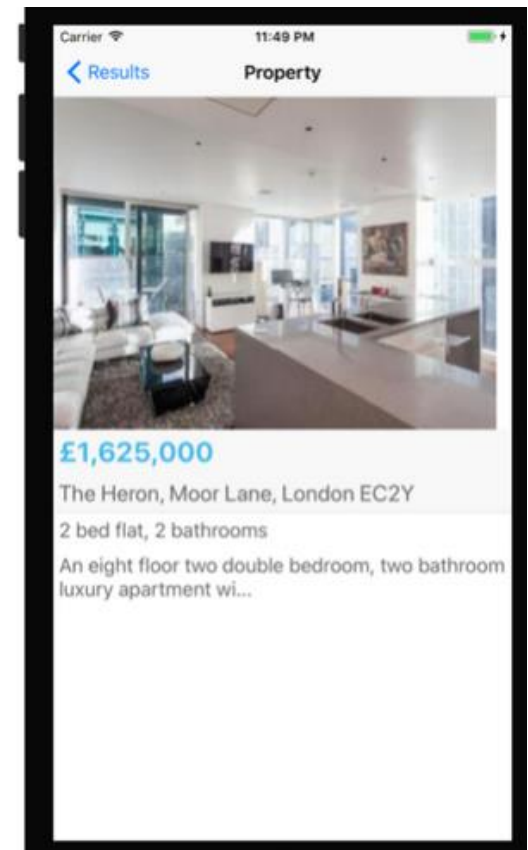 Carrier 11:49 PM
Results Property
£1,625,000
The Heron, Moor Lane, London EC2Y
2 bed flat, 2 bathrooms
An eight floor two double bedroom, two bathroom
luxury apartment wi...